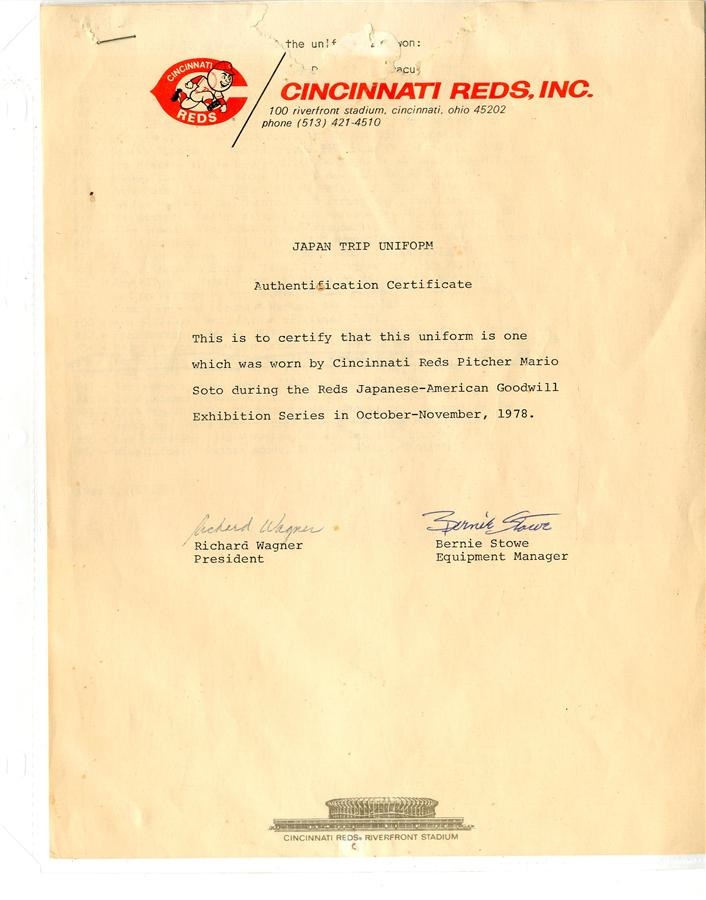 the
CINCINNATI
REDS
CINCINNATI REDS, INC.
100 riverfront stadium, cincinnati, ohio 45202
phone (513) 421-4510
JAPAN TRIP UNIFORM
Authentification Certificate
This is to certify that this uniform is one
which was worn by Cincinnati Reds Pitcher Mario
Soto during the Reds Japanese-American Goodwill
Exhibition Series in October-November, 1978.
Richard Wagner
Bernie Stowe
Richard Wagner
Bernie Stowe
President
Equipment Manager
CINCINNATI REDS® RIVERFRONT STADIUM